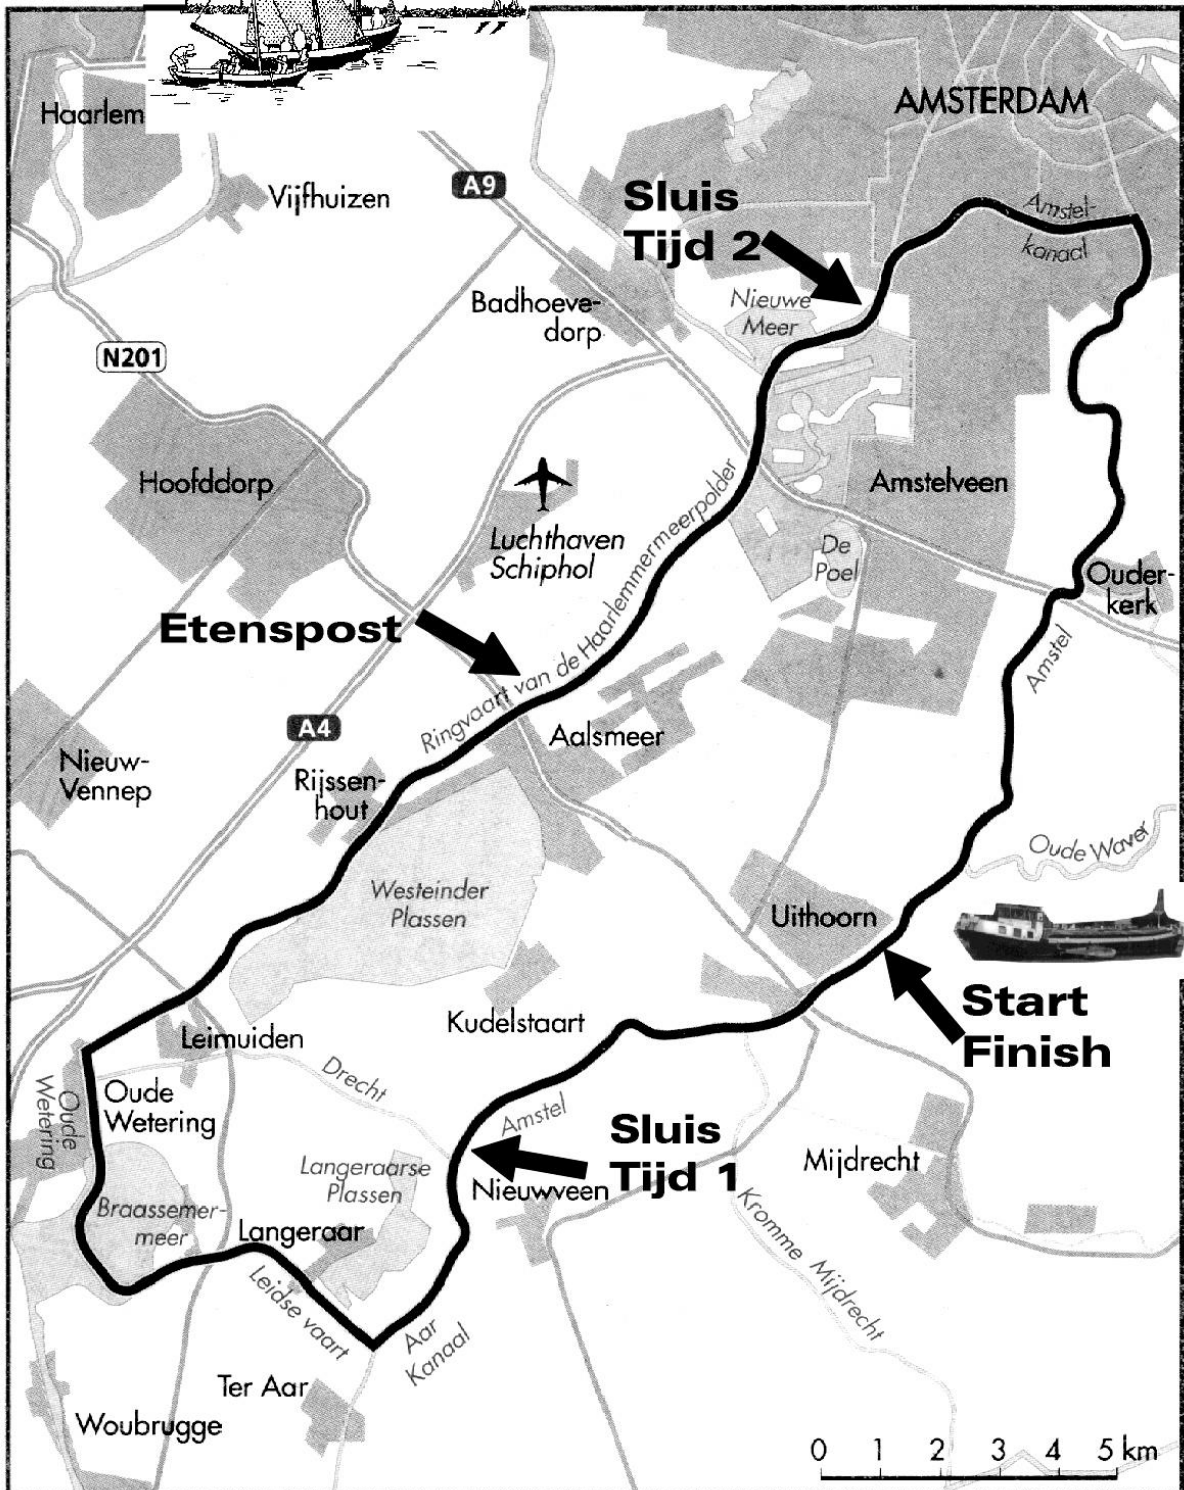 AMSTERDAM
Haarlem
Vijfhuizen
A9
Sluis
Tijd 2
Amstel-
kanaal
Nieuwe
Meer
Badhoeve-
dorp
N201
Hoofddorp
Amstelveen
Luchthaven
Schiphol
De
Poel
Ouder-
kerk
Etenspost
Ringvaart van de Haarlemmermeerpolder
Amstel
A4
Aalsmeer
Nieuw-
Vennep
Rijssen-
hout
Oude Waver
Westeinder
Plassen
Uithoorn
Start
Finish
Kudelstaart
Leimuiden
Drecht
Oude
Wetering
Oude
Wetering
Amstel
Sluis
Tijd 1
Langeraarse
Plassen
Nieuwveen
Mijdrecht
Braassemer-
meer
Langeraar
Kromme Mijdrecht
Leidse vaart
Aar
Kanaal
Ter Aar
Woubrugge
0 1 2 3 4 5 km